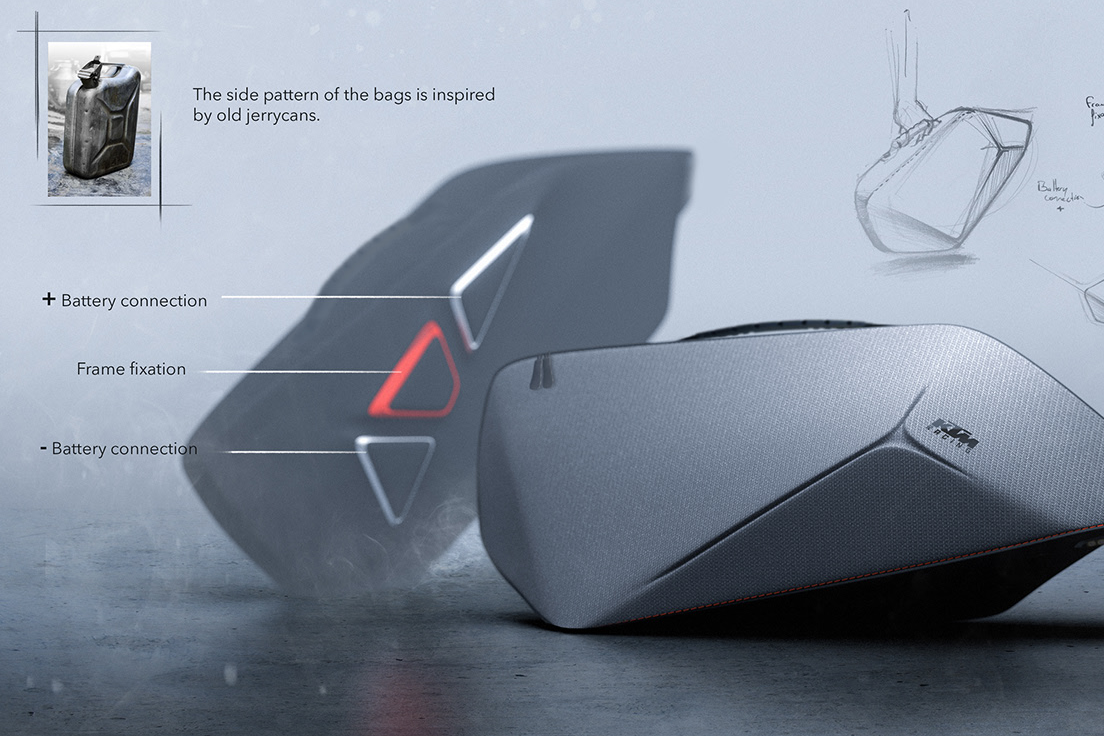 The side pattern of the bags is inspired
by old jerrycans.
+ Battery connection
Frame fixation
- Battery connection
KTM
RACING
Battery
connection
+